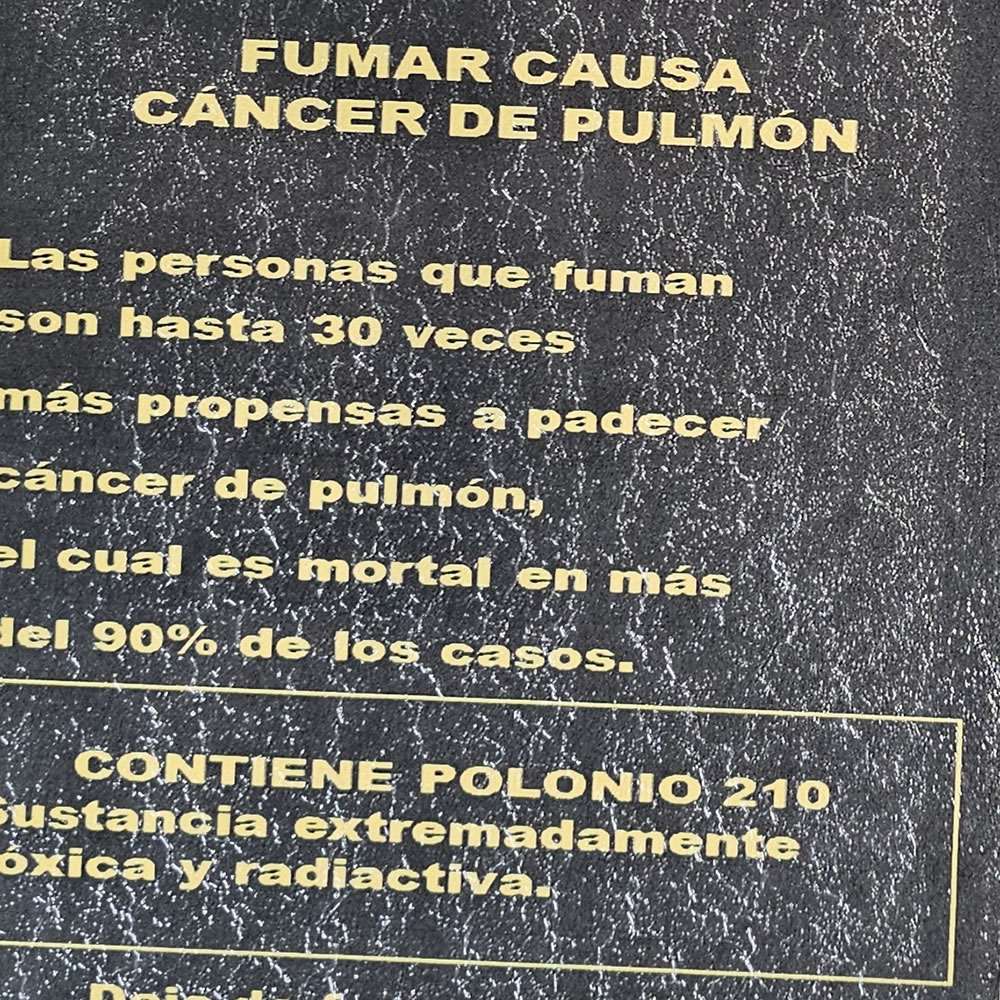 FUMAR CAUSA
CÁNCER DE PULMÓN
Las personas que fuman
son hasta 30 veces
más propensas a padecer
cáncer de pulmón,
el cual es mortal en más
del 90% de los casos.
CONTIENE POLONIO 210
Sustancia extremadamente
óxica y radiactiva.